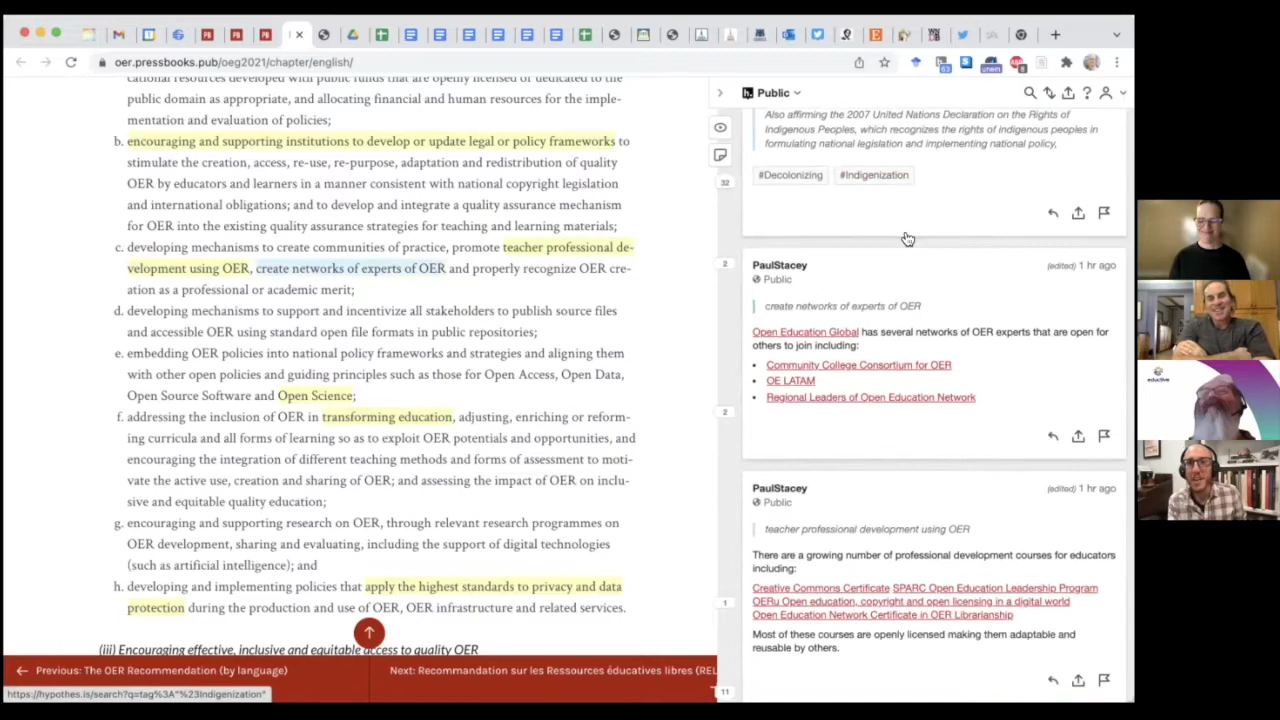 oer.pressbooks.pub/oeg2021/chapter/english/
cational resources developed with public funds that are openly licensed or dedicated to the
public domain as appropriate, and allocating financial and human resources for the imple-
mentation and evaluation of policies;
b. encouraging and supporting institutions to develop or update legal or policy frameworks to
stimulate the creation, access, re-use, re-purpose, adaptation and redistribution of quality
OER by educators and learners in a manner consistent with national copyright legislation
and international obligations; and to develop and integrate a quality assurance mechanism
for OER into the existing quality assurance strategies for teaching and learning materials;
c. developing mechanisms to create communities of practice, promote teacher professional de-
velopment using OER, create networks of experts of OER and properly recognize OER cre-
ation as a professional or academic merit;
d. developing mechanisms to support and incentivize all stakeholders to publish source files
and accessible OER using standard open file formats in public repositories;
e. embedding OER policies into national policy frameworks and strategies and aligning them
with other open policies and guiding principles such as those for Open Access, Open Data,
Open Source Software and Open Science;
f. addressing the inclusion of OER in transforming education, adjusting, enriching or reform-
ing curricula and all forms of learning so as to exploit OER potentials and opportunities, and
encouraging the integration of different teaching methods and forms of assessment to moti-
vate the active use, creation and sharing of OER; and assessing the impact of OER on inclu-
sive and equitable quality education;
g. encouraging and supporting research on OER, through relevant research programmes on
OER development, sharing and evaluating, including the support of digital technologies
(such as artificial intelligence); and
h. developing and implementing policies that apply the highest standards to privacy and data
protection during the production and use of OER, OER infrastructure and related services.
(iii) Encouraging effective, inclusive and equitable access to quality OER
← Previous: The OER Recommendation (by language)
Next: Recommandation sur les Ressources éducatives libres (REL
https://hypothes.is/search?q=tag%3A"%23Indigenization"
Public
32
2
2
1
11
Also affirming the 2007 United Nations Declaration on the Rights of
Indigenous Peoples, which recognizes the rights of indigenous peoples in
formulating national legislation and implementing national policy,
#Decolonizing #Indigenization
PaulStacey (edited) 1 hr ago
Public
create networks of experts of OER
Open Education Global has several networks of OER experts that are open for
others to join including:
• Community College Consortium for OER
• OE LATAM
• Regional Leaders of Open Education Network
PaulStacey (edited) 1 hr ago
Public
teacher professional development using OER
There are a growing number of professional development courses for educators
including:
Creative Commons Certificate SPARC Open Education Leadership Program
OERu Open education, copyright and open licensing in a digital world
Open Education Network Certificate in OER Librarianship
Most of these courses are openly licensed making them adaptable and
reusable by others.
eductive